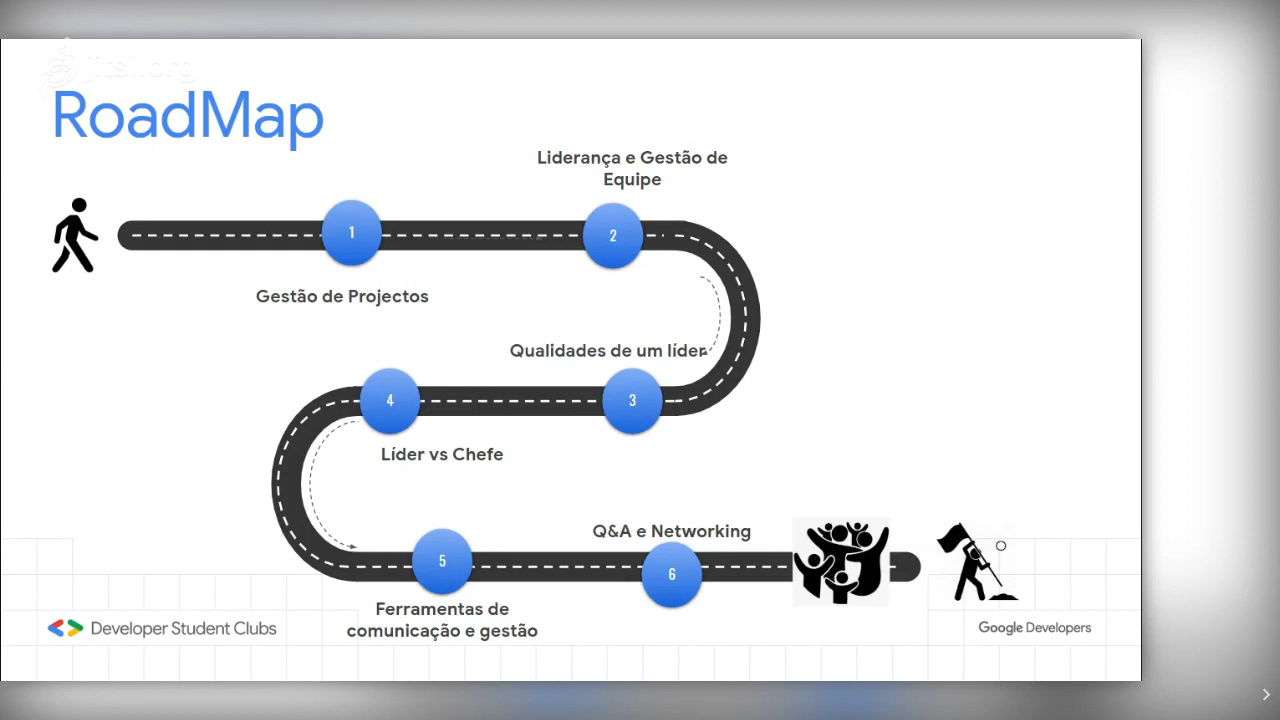 jitsi.org
RoadMap
Liderança e Gestão de
Equipe
1
2
Gestão de Projectos
Qualidades de um líder
4
3
Líder vs Chefe
Q&A e Networking
5
6
Ferramentas de
comunicação e gestão
Developer Student Clubs
Google Developers